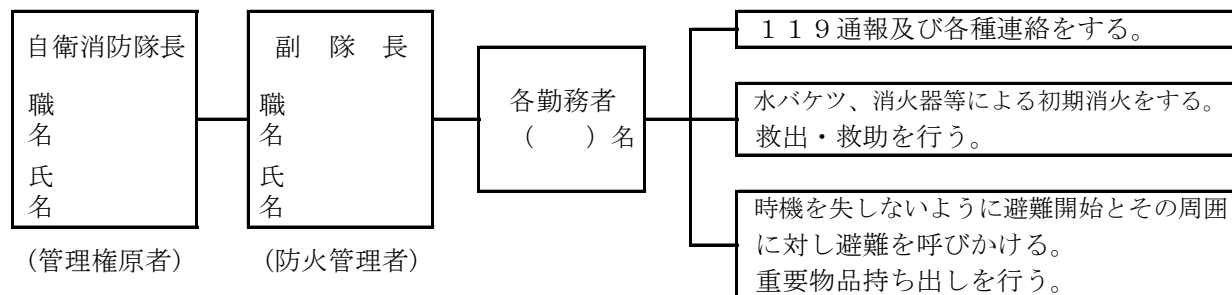 自衛消防隊長
職
名
氏
名
(管理権原者)
副　隊　長
職
名
氏
名
(防火管理者)
各勤務者
（　　）名
１１９通報及び各種連絡をする。
水バケツ、消火器等による初期消火をする。
救出・救助を行う。
時機を失しないように避難開始とその周囲
に対し避難を呼びかける。
重要物品持ち出しを行う。